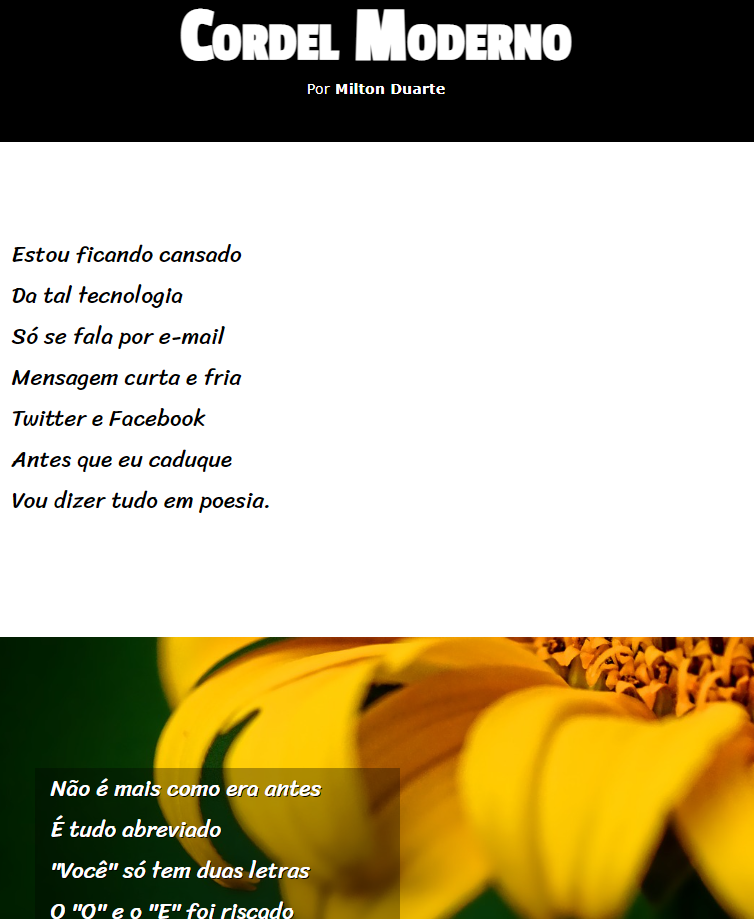 Cordel Moderno
Por Milton Duarte
Estou ficando cansado
Da tal tecnologia
Só se fala por e-mail
Mensagem curta e fria
Twitter e Facebook
Antes que eu caduque
Vou dizer tudo em poesia.
Não é mais como era antes
É tudo abreviado
"Você" só tem duas letras
O "O" e o "E" foi riscado